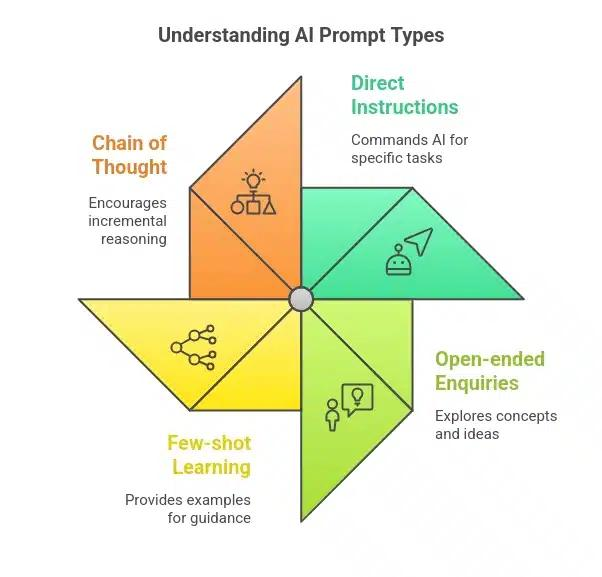 Understanding AI Prompt Types
Direct
Instructions
Commands AI for
specific tasks
Chain of
Thought
Encourages
incremental
reasoning
Open-ended
Enquiries
Explores concepts
and ideas
Few-shot
Learning
Provides examples
for guidance